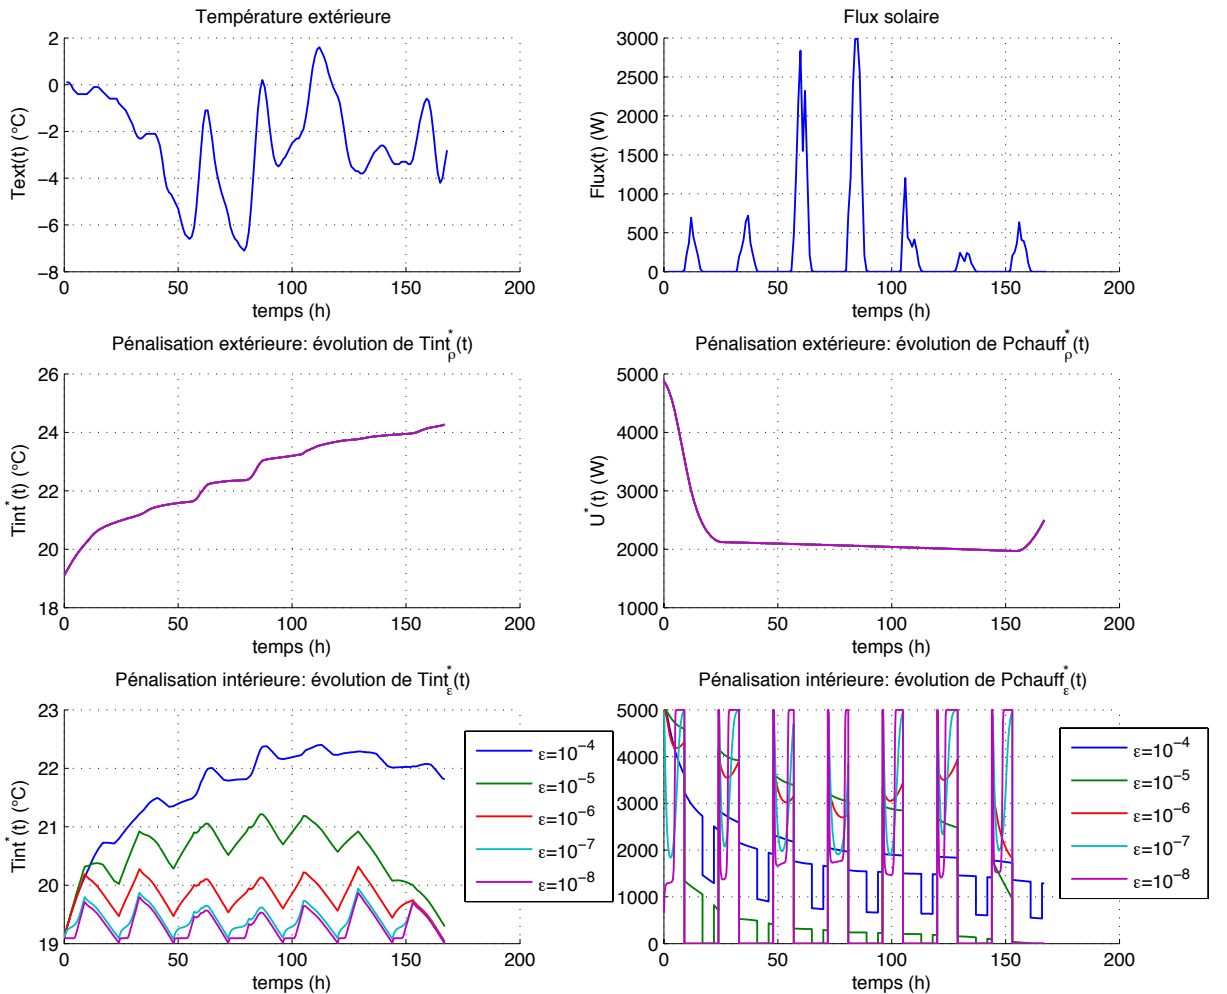 Température extérieure
Text(t) (°C)
2
0
−2
−4
−6
−8
0
50
100
150
200
temps (h)
Flux solaire
Flux(t) (W)
3000
2500
2000
1500
1000
500
0
0
50
100
150
200
temps (h)
Pénalisation extérieure: évolution de Tint*ρ(t)
Tint*(t) (°C)
26
24
22
20
18
0
50
100
150
200
temps (h)
Pénalisation extérieure: évolution de Pchauff*ρ(t)
U*(t) (W)
5000
4000
3000
2000
1000
0
50
100
150
200
temps (h)
Pénalisation intérieure: évolution de Tint*ε(t)
Tint*(t) (°C)
23
22
21
20
19
0
50
100
150
200
temps (h)
ε=10−4
ε=10−5
ε=10−6
ε=10−7
ε=10−8
Pénalisation intérieure: évolution de Pchauff*ε(t)
U*(t) (W)
5000
4000
3000
2000
1000
0
0
50
100
150
200
temps (h)
ε=10−4
ε=10−5
ε=10−6
ε=10−7
ε=10−8